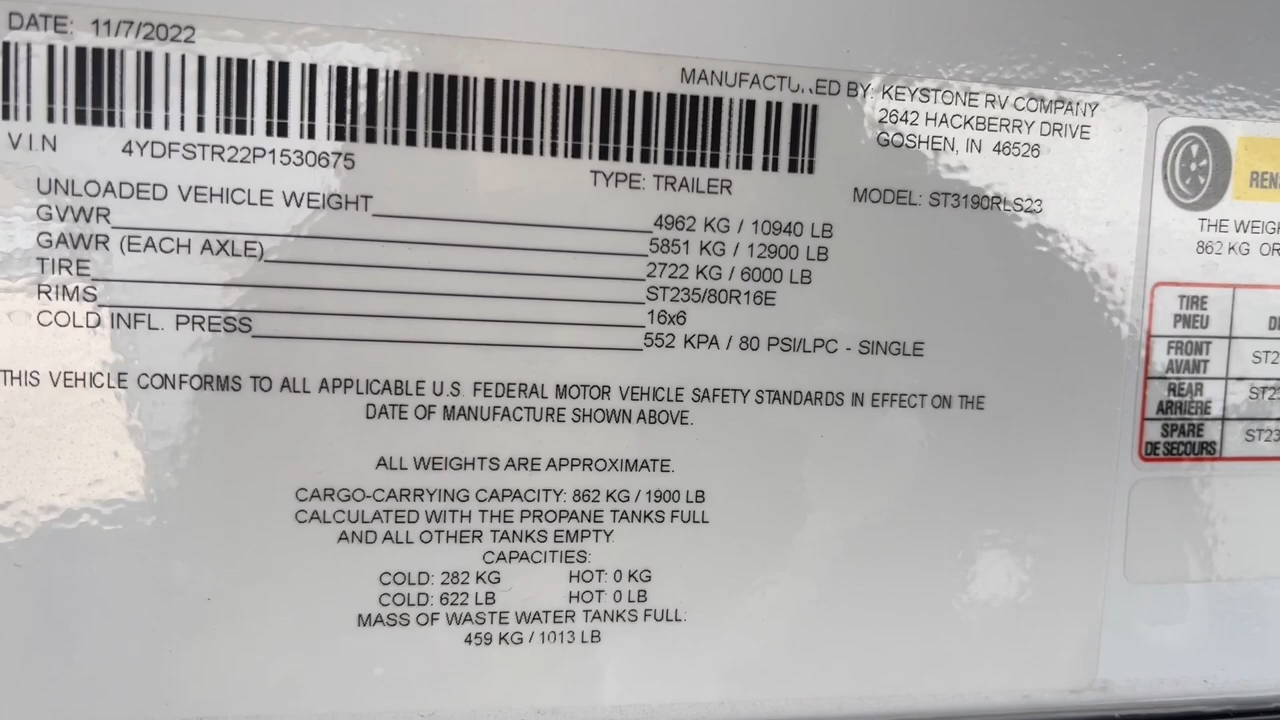 DATE: 11/7/2022
MANUFACTURED BY: KEYSTONE RV COMPANY
2642 HACKBERRY DRIVE
GOSHEN, IN 46526
VIN 4YDFSTR22P1530675
TYPE: TRAILER
MODEL: ST3190RLS23
UNLOADED VEHICLE WEIGHT 4962 KG / 10940 LB
GVWR 5851 KG / 12900 LB
GAWR (EACH AXLE) 2722 KG / 6000 LB
TIRE ST235/80R16E
RIMS 16x6
COLD INFL. PRESS 552 KPA / 80 PSI/LPC - SINGLE
THIS VEHICLE CONFORMS TO ALL APPLICABLE U.S. FEDERAL MOTOR VEHICLE SAFETY STANDARDS IN EFFECT ON THE
DATE OF MANUFACTURE SHOWN ABOVE.
ALL WEIGHTS ARE APPROXIMATE.
CARGO-CARRYING CAPACITY: 862 KG / 1900 LB
CALCULATED WITH THE PROPANE TANKS FULL
AND ALL OTHER TANKS EMPTY.
CAPACITIES:
COLD: 282 KG HOT: 0 KG
COLD: 622 LB HOT: 0 LB
MASS OF WASTE WATER TANKS FULL:
459 KG / 1013 LB
THE
862 KG OR
TIRE
PNEU
FRONT
AVANT
REAR
ARRIÈRE
SPARE
DE SECOURS